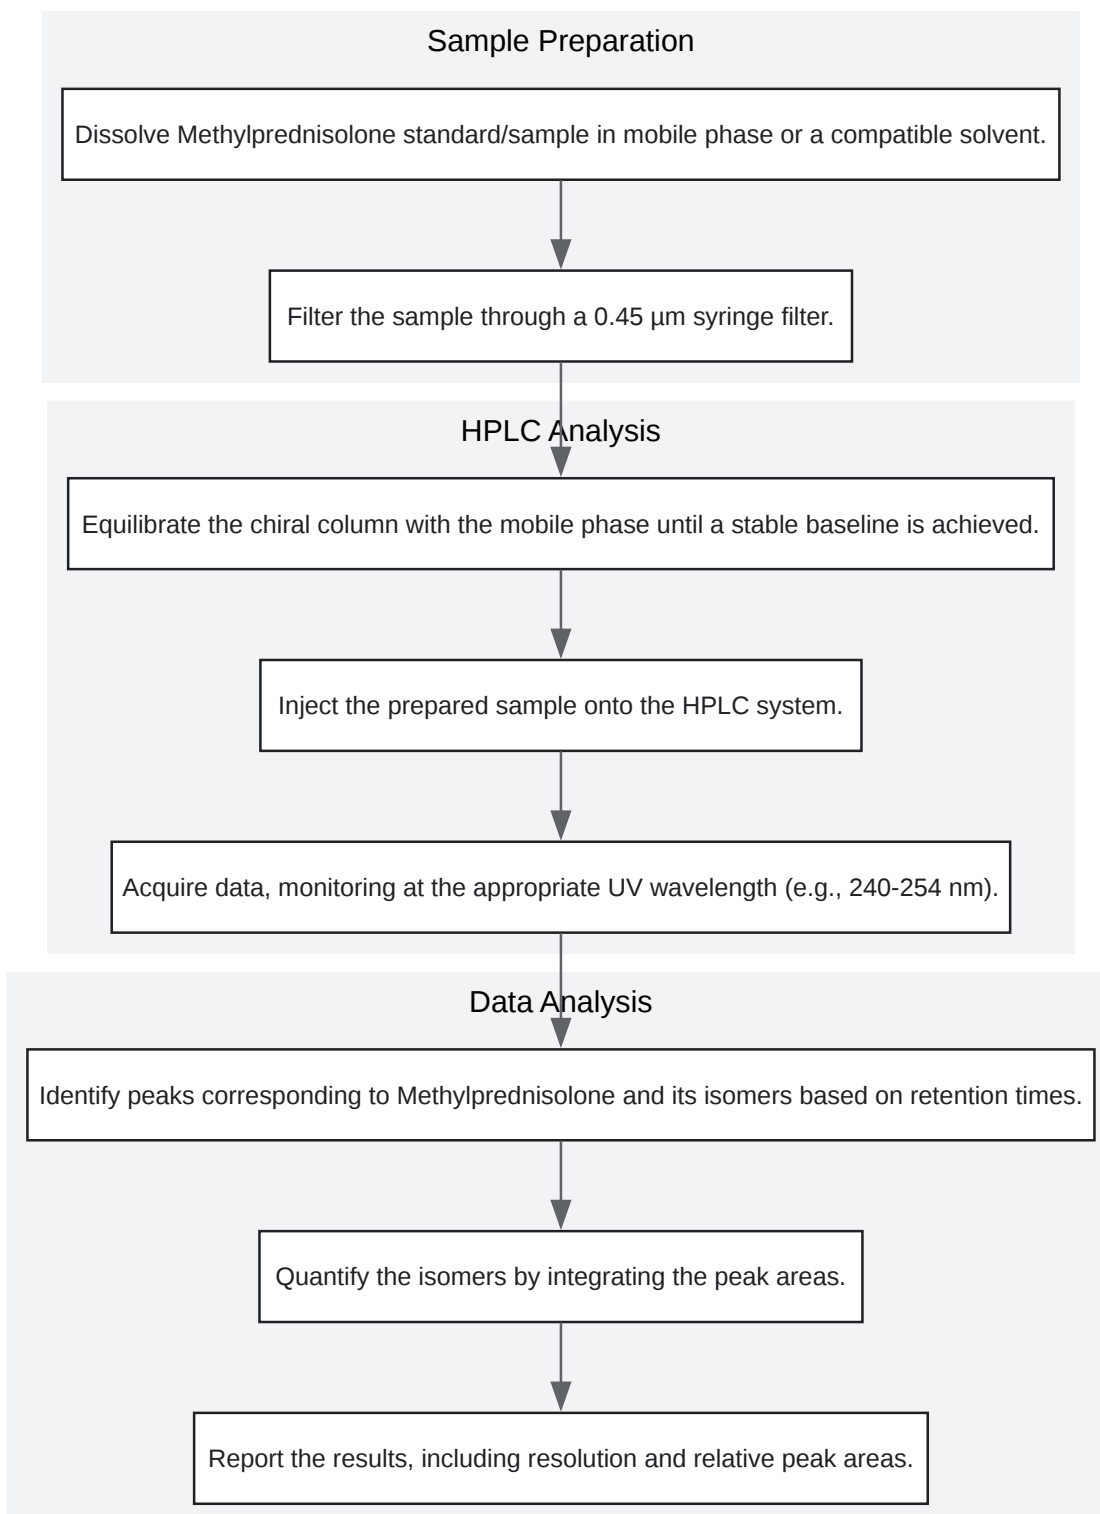 Sample Preparation
Dissolve Methylprednisolone standard/sample in mobile phase or a compatible solvent.
Filter the sample through a 0.45 µm syringe filter.
HPLC Analysis
Equilibrate the chiral column with the mobile phase until a stable baseline is achieved.
Inject the prepared sample onto the HPLC system.
Acquire data, monitoring at the appropriate UV wavelength (e.g., 240-254 nm).
Data Analysis
Identify peaks corresponding to Methylprednisolone and its isomers based on retention times.
Quantify the isomers by integrating the peak areas.
Report the results, including resolution and relative peak areas.